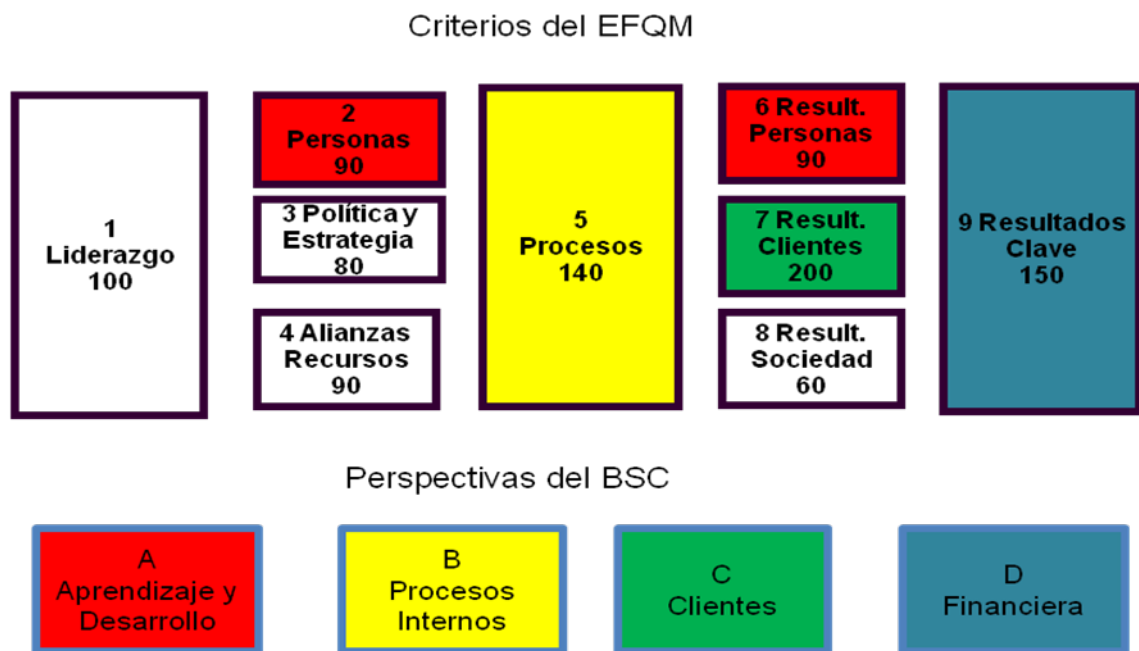 Criterios del EFQM
1
Liderazgo
100
2
Personas
90
3 Política y
Estrategia
80
4 Alianzas
Recursos
90
5
Procesos
140
6 Result.
Personas
90
7 Result.
Clientes
200
8 Result.
Sociedad
60
9 Resultados
Clave
150
Perspectivas del BSC
A
Aprendizaje y
Desarrollo
B
Procesos
Internos
C
Clientes
D
Financiera